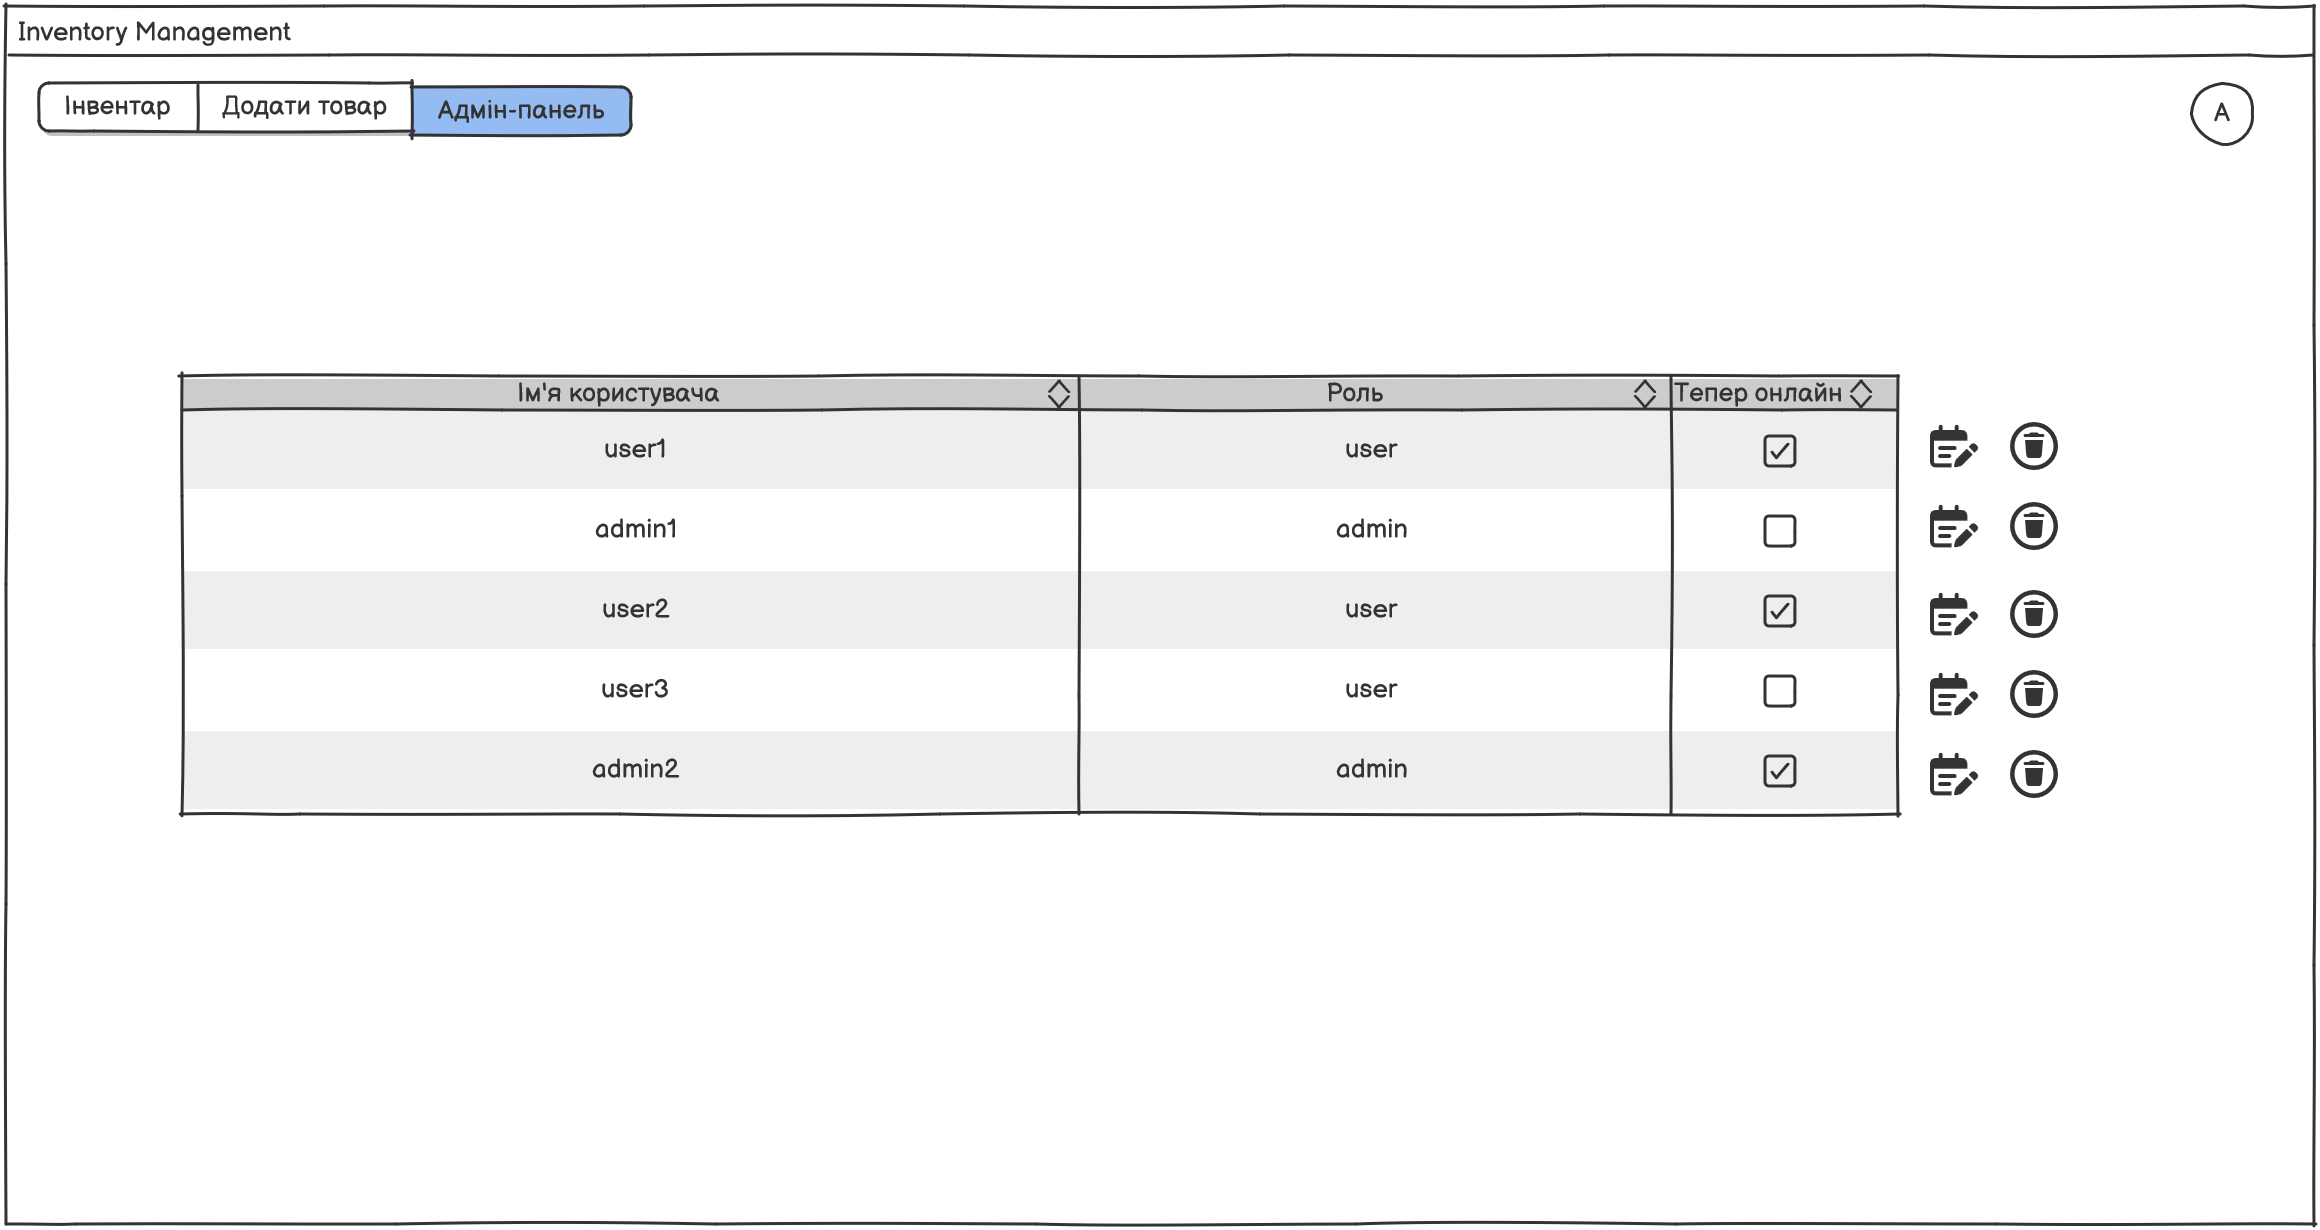 Inventory Management
Інвентар Додати товар Адмін-панель A
Ім'я користувача Роль Тепер онлайн
user1 user
admin1 admin
user2 user
user3 user
admin2 admin